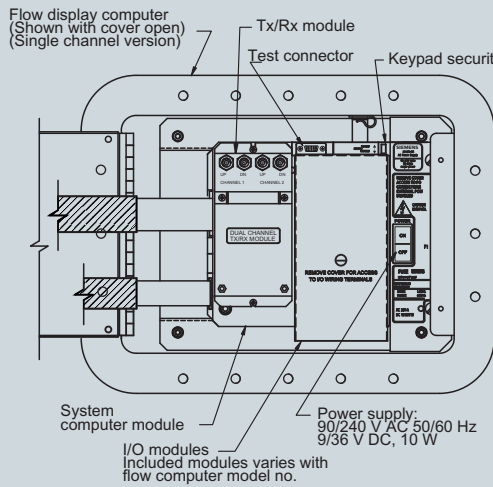 Flow display computer
(Shown with cover open)
(Single channel version)
Tx/Rx module
Test connector
Keypad securit
UP DN UP DN
CHANNEL 1 CHANNEL 2
SIEMENS
DUAL CHANNEL
TX/RX MODULE
POWER
ON
OFF
REMOVE COVER FOR ACCESS
TO I/O WIRING TERMINALS
System
computer module
I/O modules
Included modules varies with
flow computer model no.
Power supply:
90/240 V AC 50/60 Hz
9/36 V DC, 10 W